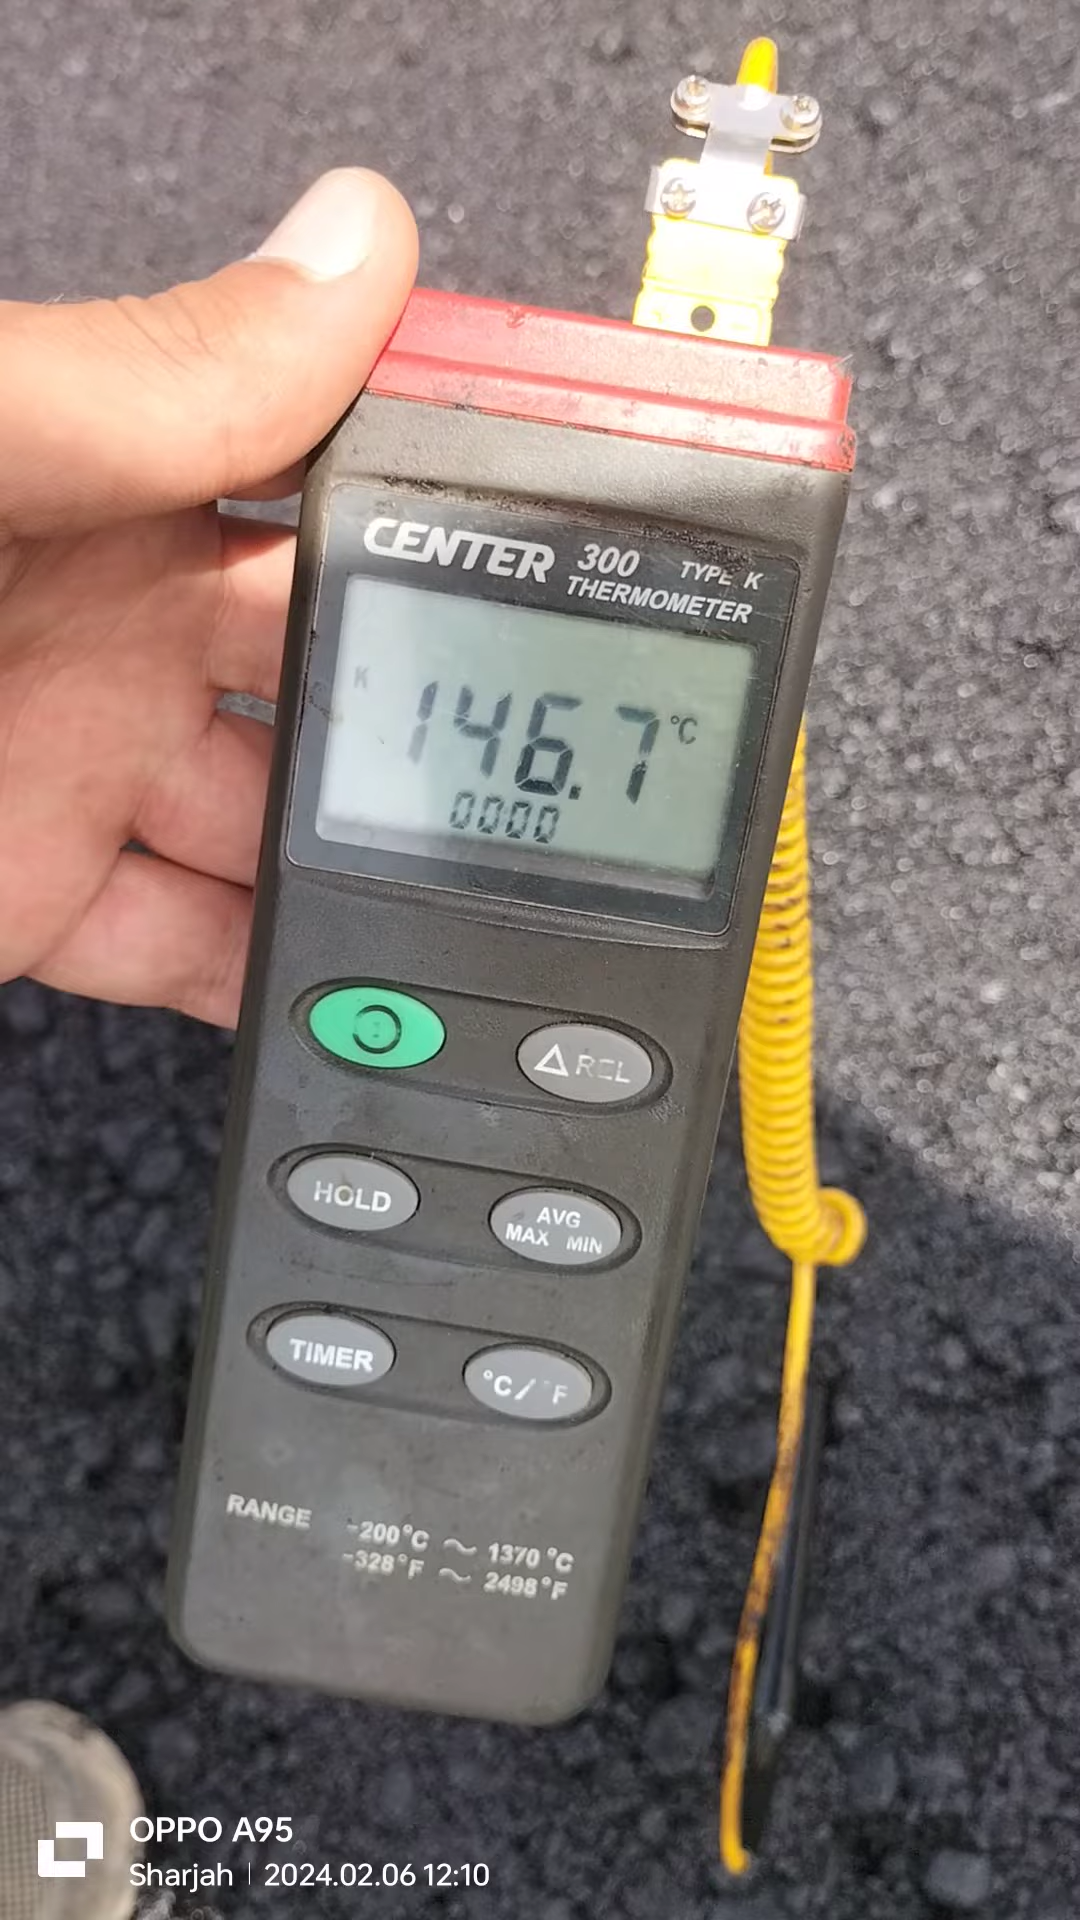 CENTER 300 TYPE K
THERMOMETER
K
146.7 °C
0000
△ REL
HOLD
AVG
MAX MIN
TIMER
°C/°F
RANGE -200°C ~ 1370°C
-328°F ~ 2498°F
OPPO A95
Sharjah | 2024.02.06 12:10